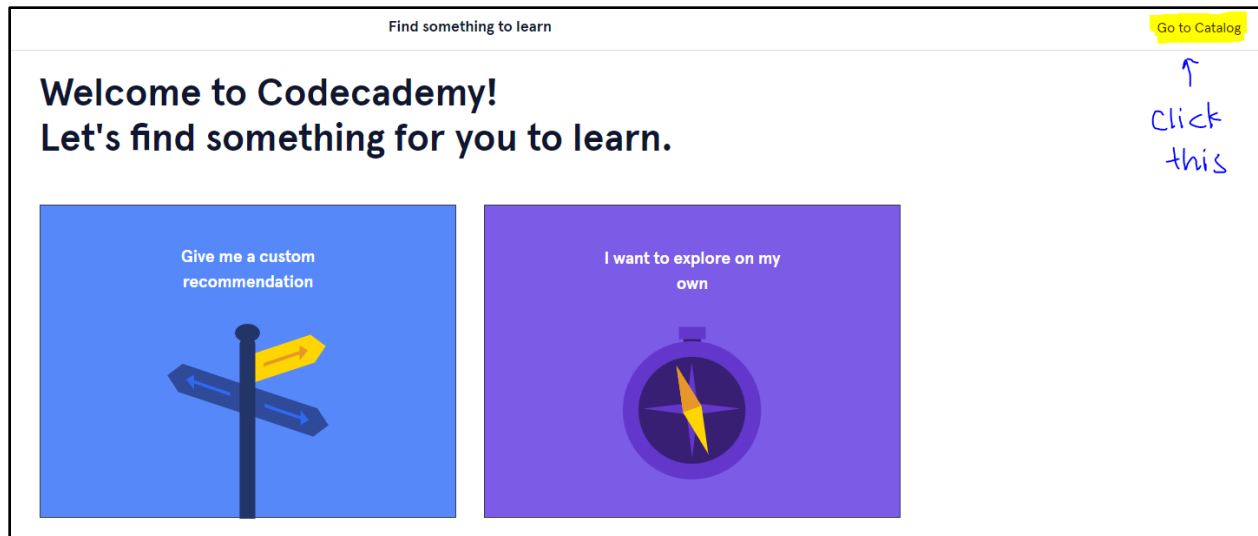 Find something to learn
Go to Catalog
Welcome to Codecademy!
Let's find something for you to learn.
Click
this
Give me a custom
recommendation
I want to explore on my
own